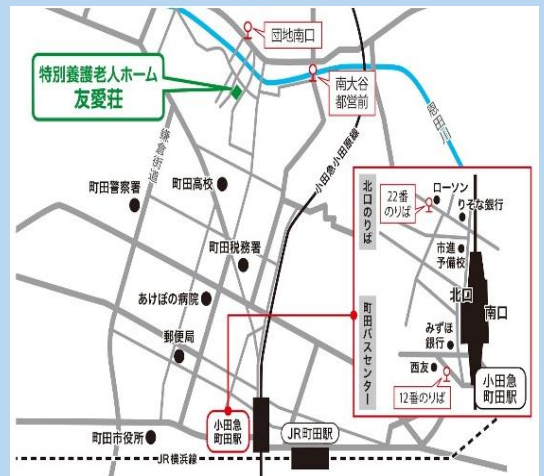 団地南口
特別養護老人ホーム
友愛荘
南大谷
都営前
恩田川
鎌倉街道
小田急小田原線
町田警察署
町田高校
町田税務署
あけぼの病院
郵便局
町田市役所
小田急
町田駅
JR町田駅
JR横浜線
北口のりば
22番
のりば
ローソン
りそな銀行
市進
予備校
北口
南口
町田バスセンター
みずほ
銀行
西友
12番のりば
小田急
町田駅